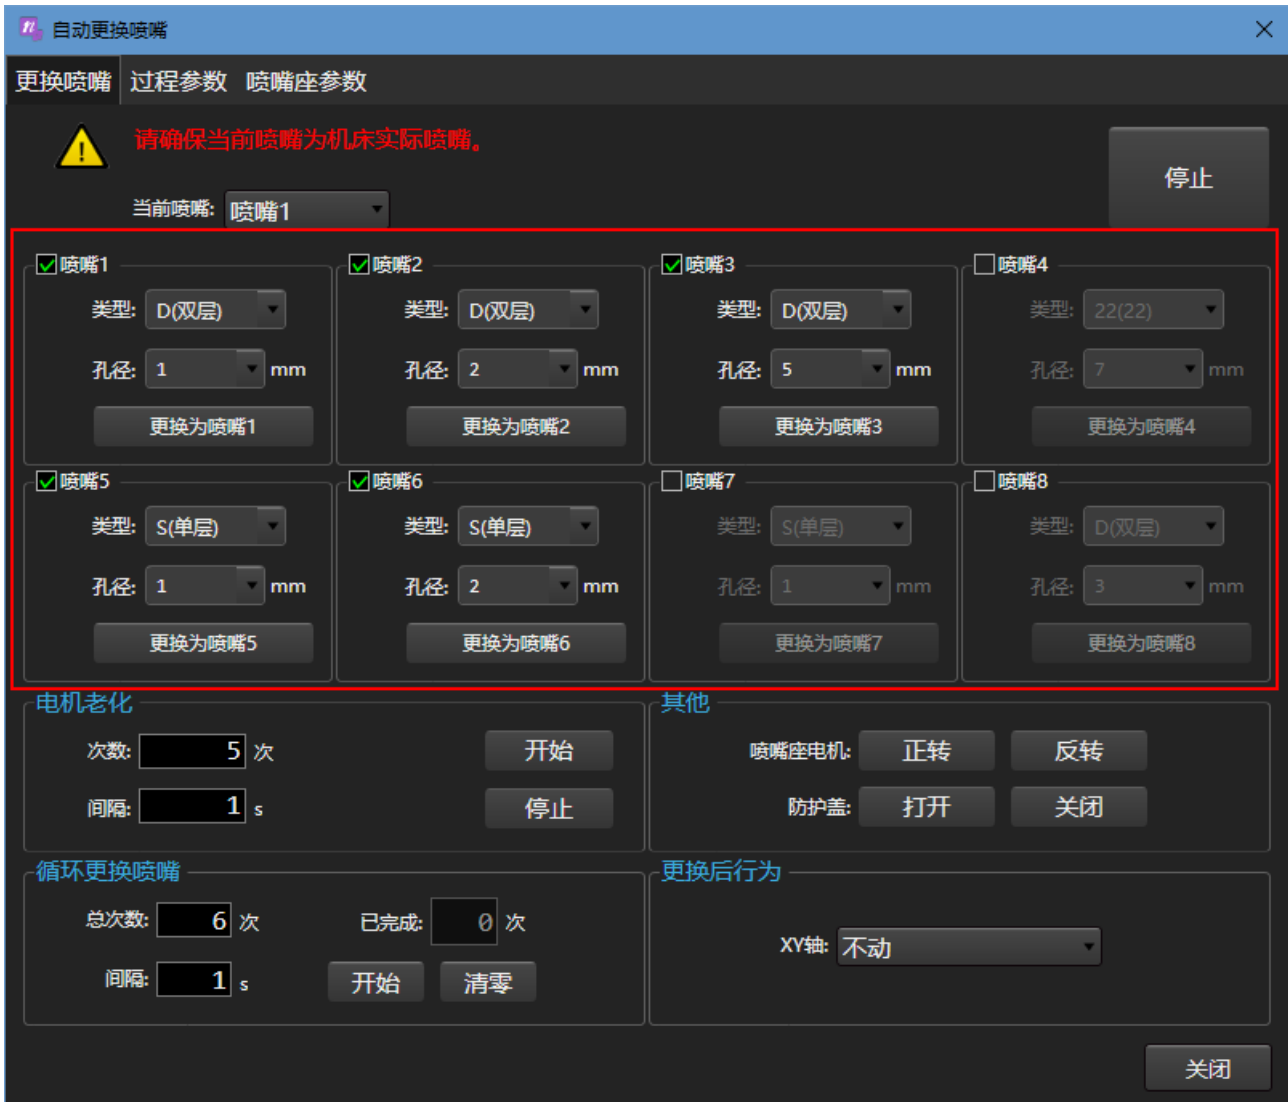 自动更换喷嘴
更换喷嘴 过程参数 喷嘴座参数
请确保当前喷嘴为机床实际喷嘴。
停止
当前喷嘴: 喷嘴1
喷嘴1 喷嘴2 喷嘴3 喷嘴4
类型: D(双层) 类型: D(双层) 类型: D(双层) 类型: 22(22)
孔径: 1 mm 孔径: 2 mm 孔径: 5 mm 孔径: 7 mm
更换为喷嘴1 更换为喷嘴2 更换为喷嘴3 更换为喷嘴4
喷嘴5 喷嘴6 喷嘴7 喷嘴8
类型: S(单层) 类型: S(单层) 类型: S(单层) 类型: D(双层)
孔径: 1 mm 孔径: 2 mm 孔径: 1 mm 孔径: 3 mm
更换为喷嘴5 更换为喷嘴6 更换为喷嘴7 更换为喷嘴8
电机老化 其他
次数: 5 次 开始 喷嘴座电机: 正转 反转
间隔: 1 s 停止 防护盖: 打开 关闭
循环更换喷嘴 更换后行为
总次数: 6 次 已完成: 0 次
XY轴: 不动
间隔: 1 s 开始 清零
关闭